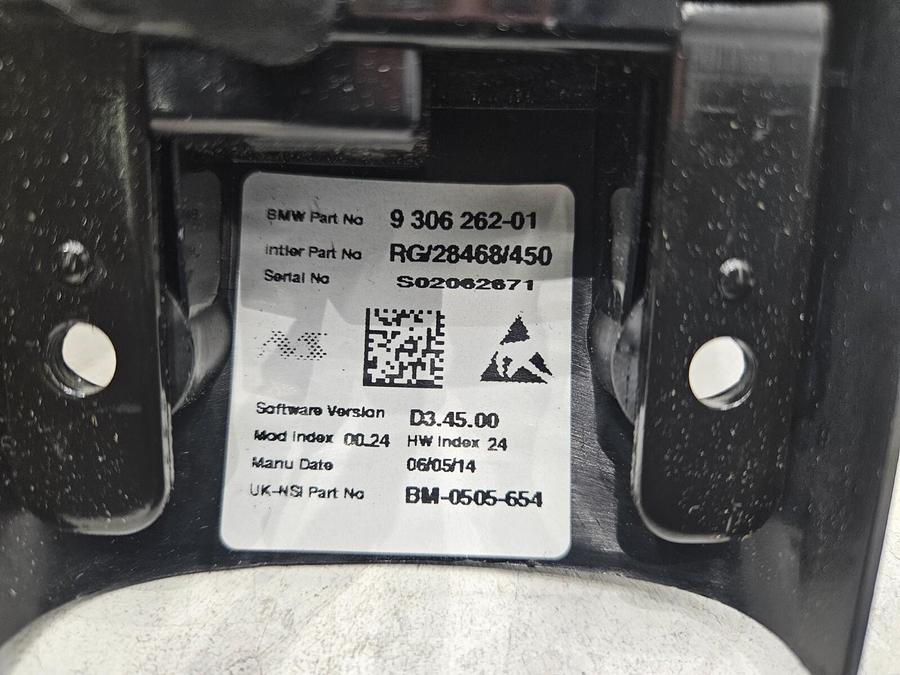 BMW Part No 9 306 262-01
Intier Part No RG/28468/450
Serial No S02062671
Software Version D3.45.00
Mod Index 00.24 HW Index 24
Manu Date 06/05/14
UK-NSI Part No BM-0505-654